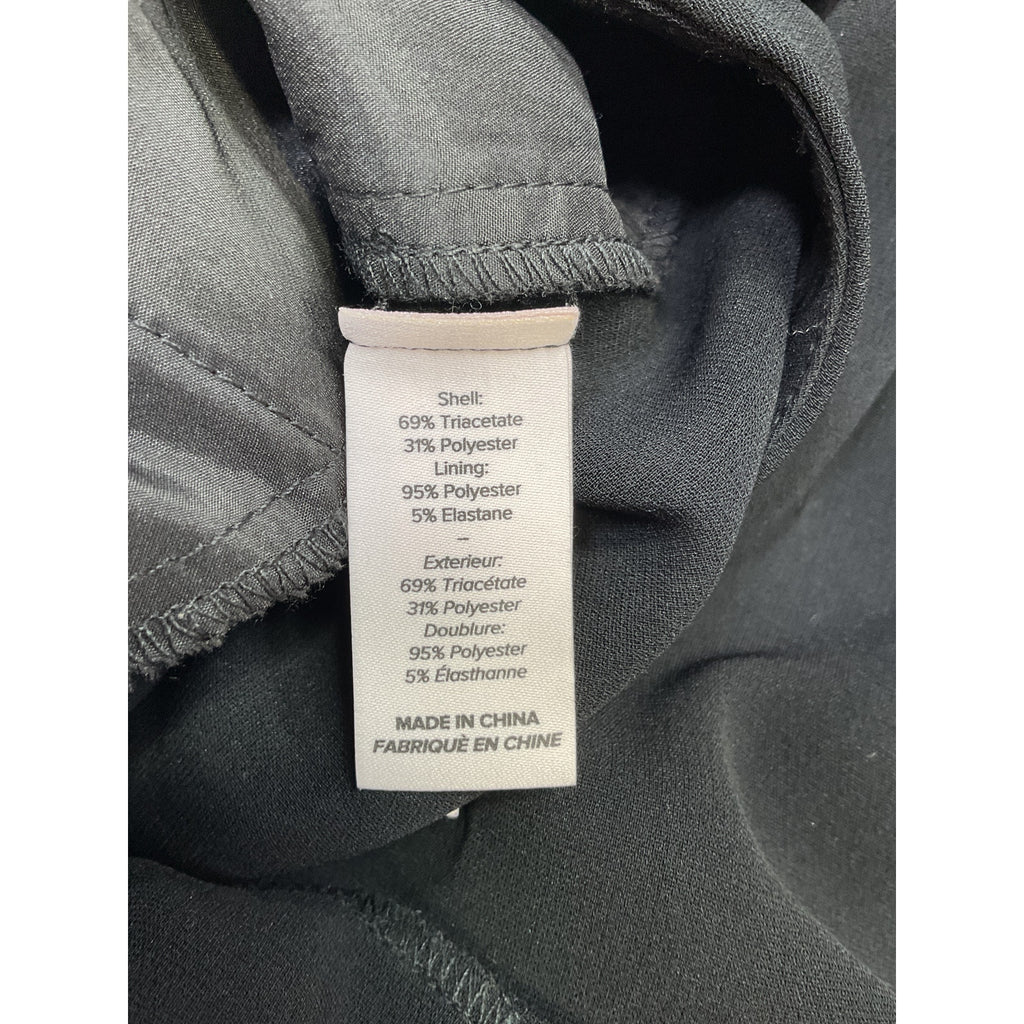 Shell:
69% Triacetate
31% Polyester
Lining:
95% Polyester
5% Elastane
–
Exterieur:
69% Triacétate
31% Polyester
Doublure:
95% Polyester
5% Élasthanne
MADE IN CHINA
FABRIQUÈ EN CHINE